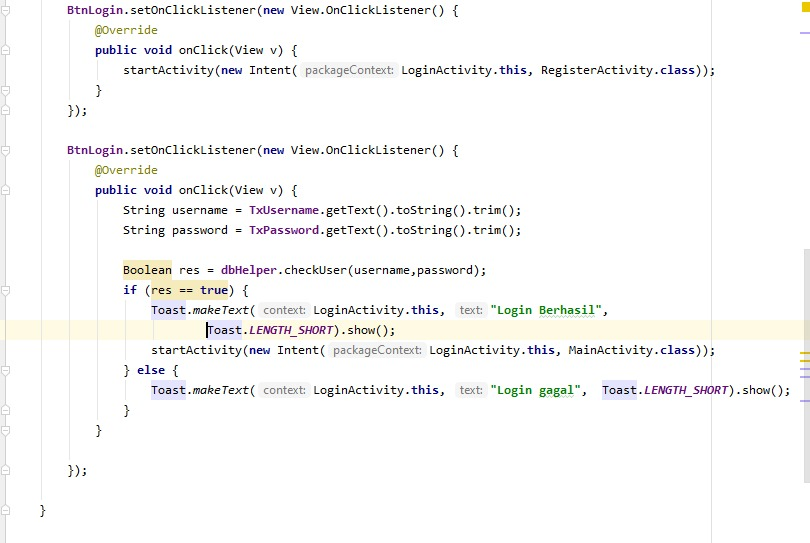 BtnLogin.setOnClickListener(new View.OnClickListener() {
@Override
public void onClick(View v) {
startActivity(new Intent( packageContext: LoginActivity.this, RegisterActivity.class));
}
});
BtnLogin.setOnClickListener(new View.OnClickListener() {
@Override
public void onClick(View v) {
String username = TxUsername.getText().toString().trim();
String password = TxPassword.getText().toString().trim();
Boolean res = dbHelper.checkUser(username,password);
if (res == true) {
Toast.makeText( context: LoginActivity.this, text: "Login Berhasil",
Toast.LENGTH_SHORT).show();
startActivity(new Intent( packageContext: LoginActivity.this, MainActivity.class));
} else {
Toast.makeText( context: LoginActivity.this, text: "Login gagal", Toast.LENGTH_SHORT).show();
}
}
});
}